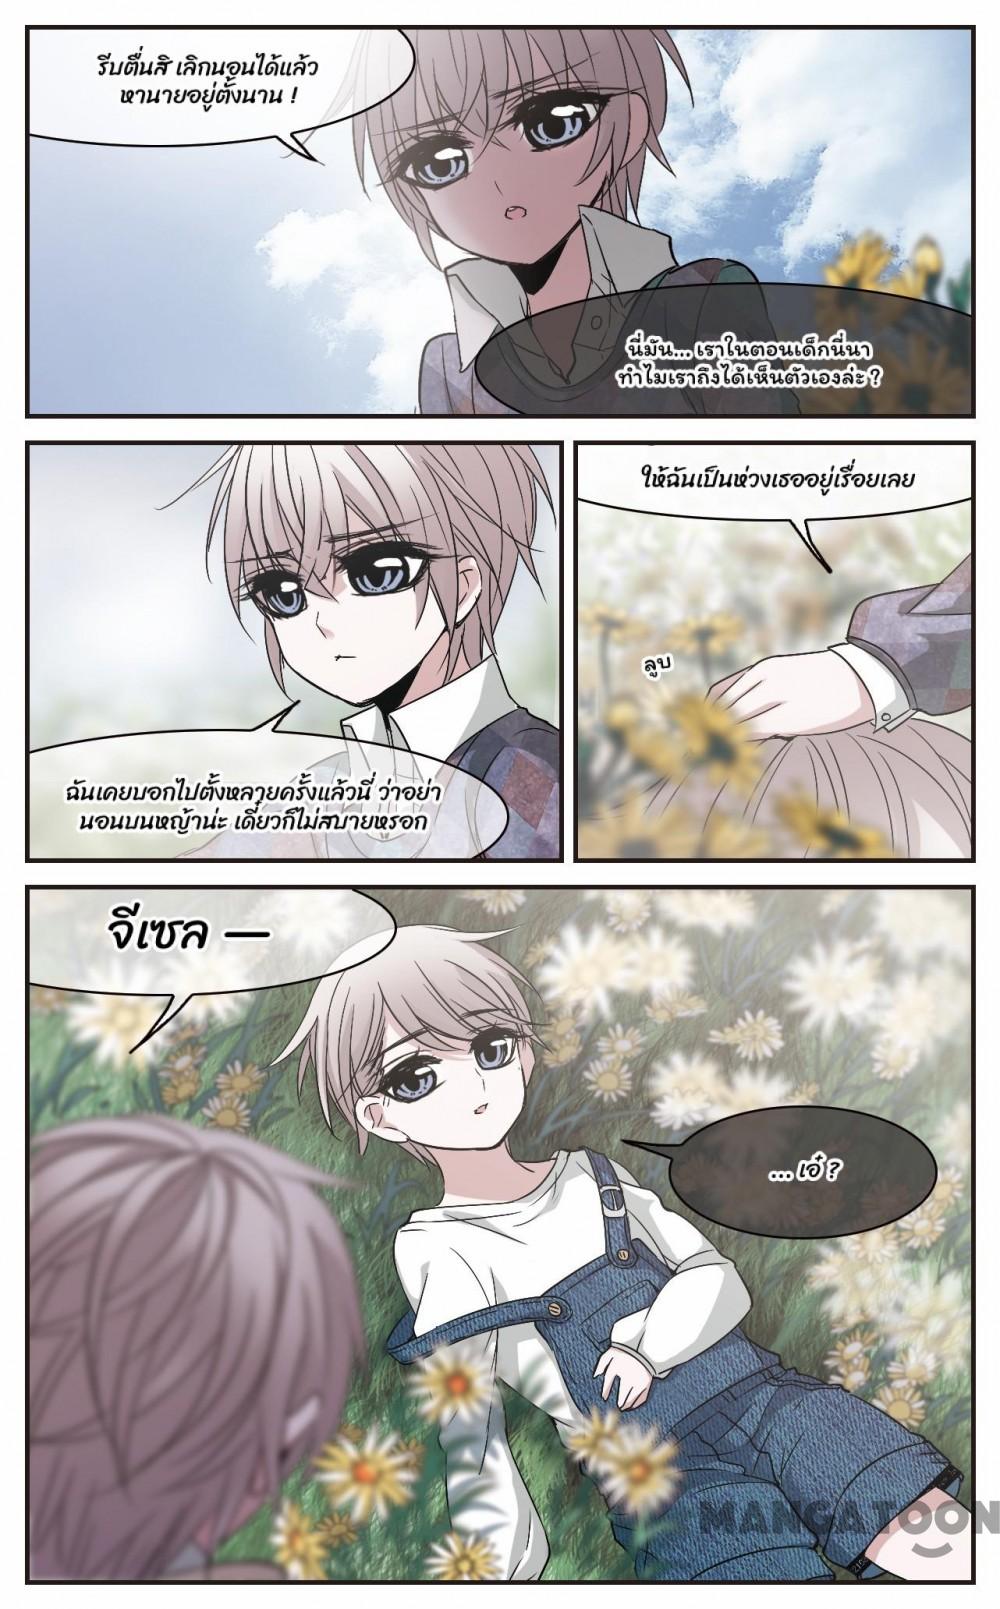 รีบตื่นสิ เลิกนอนได้แล้ว
หานายอยู่ตั้งนาน !
นี่มัน... เราในตอนเด็กนี่นา
ทำไมเราถึงได้เห็นตัวเองล่ะ ?
ฉันเคยบอกไปตั้งหลายครั้งแล้วนี่ ว่าอย่า
นอนบนหญ้าน่ะ เดี๋ยวก็ไม่สบายหรอก
ให้ฉันเป็นห่วงเธออยู่เรื่อยเลย
ลูบ
จีเซล —
... เอ๋ ?
MANGATOON